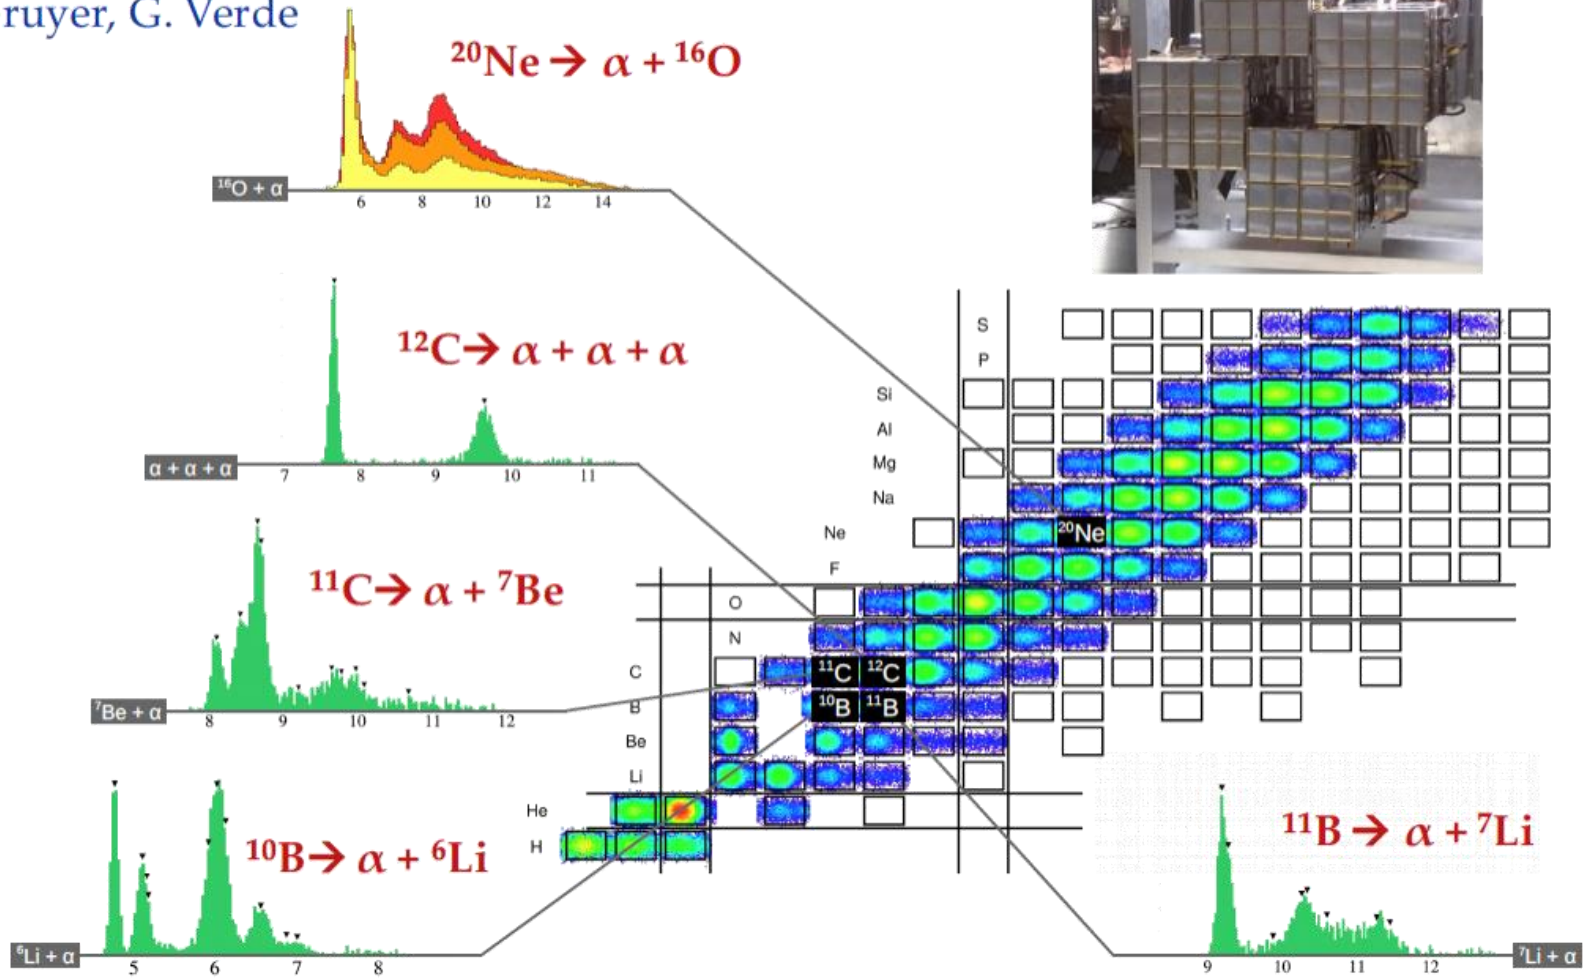 ruyer, G. Verde
²⁰Ne → α + ¹⁶O
¹⁶O + α
6 8 10 12 14
¹²C→ α + α + α
α + α + α
7 8 9 10 11
¹¹C→ α + ⁷Be
⁷Be + α
8 9 10 11 12
¹⁰B→ α + ⁶Li
⁶Li + α
5 6 7 8
S
P
Si
Al
Mg
Na
Ne
²⁰Ne
F
O
N
C
¹¹C ¹²C
B
¹⁰B ¹¹B
Be
Li
He
H
¹¹B → α + ⁷Li
9 10 11 12
⁷Li + α